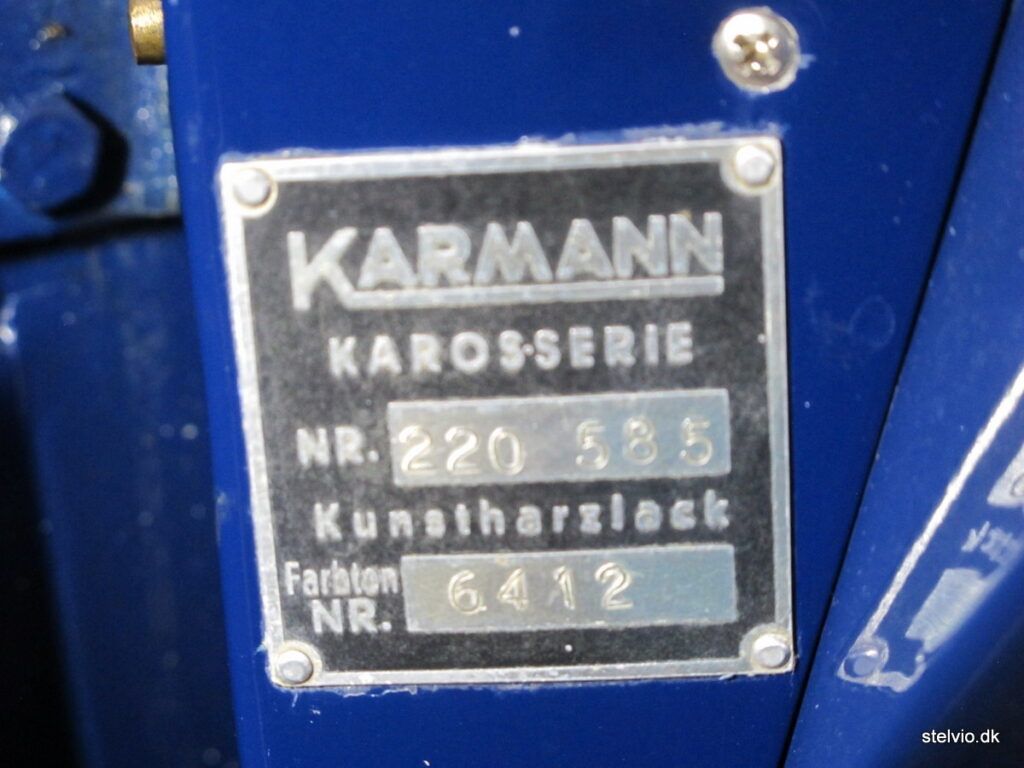 KARMANN
KAROSSERIE
NR. 220 585
Kunstharzlack
Farbton
NR. 6412
stelvio.dk